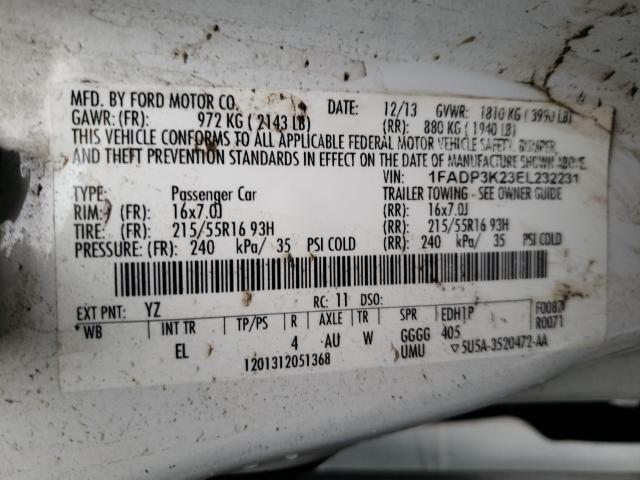 MFD. BY FORD MOTOR CO. DATE: 12/13 GVWR: 1810 KG ( 3990 LB)
GAWR: (FR): 972 KG ( 2143 LB) (RR): 880 KG ( 1940 LB)
THIS VEHICLE CONFORMS TO ALL APPLICABLE FEDERAL MOTOR VEHICLE SAFETY, BUMPER,
AND THEFT PREVENTION STANDARDS IN EFFECT ON THE DATE OF MANUFACTURE SHOWN ABOVE.
VIN: 1FADP3K23EL232231
TYPE: Passenger Car TRAILER TOWING - SEE OWNER GUIDE
RIM: (FR): 16x7.0J (RR): 16x7.0J
TIRE: (FR): 215/55R16 93H (RR): 215/55R16 93H
PRESSURE: (FR): 240 kPa/ 35 PSI COLD (RR): 240 kPa/ 35 PSI COLD
EXT PNT: YZ RC: 11 DSO: F0087
*WB INT TR TP/PS R AXLE TR SPR EDH1P R0071
EL 4 AU W GGGG 405
1201312051368 UMU ▽5U5A-3520472-AA